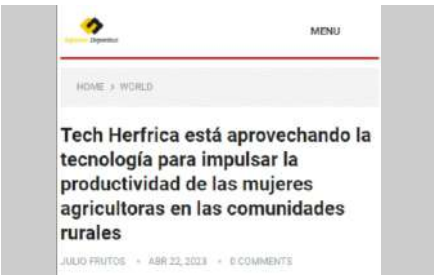 Deportivo
MENU
HOME > WORLD
Tech Herfrica está aprovechando la
tecnología para impulsar la
productividad de las mujeres
agricultoras en las comunidades
rurales
JULIO FRUTOS • ABR 22, 2023 • 0 COMMENTS